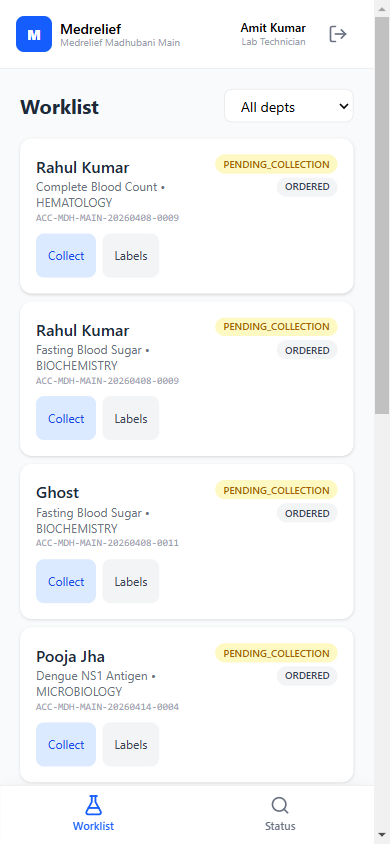 M
Medrelief
Medrelief Madhubani Main
Amit Kumar
Lab Technician
Worklist
All depts
Rahul Kumar
PENDING_COLLECTION
Complete Blood Count •
ORDERED
HEMATOLOGY
ACC-MDH-MAIN-20260408-0009
Collect Labels
Rahul Kumar
PENDING_COLLECTION
Fasting Blood Sugar •
ORDERED
BIOCHEMISTRY
ACC-MDH-MAIN-20260408-0009
Collect Labels
Ghost
PENDING_COLLECTION
Fasting Blood Sugar •
ORDERED
BIOCHEMISTRY
ACC-MDH-MAIN-20260408-0011
Collect Labels
Pooja Jha
PENDING_COLLECTION
Dengue NS1 Antigen •
ORDERED
MICROBIOLOGY
ACC-MDH-MAIN-20260414-0004
Collect Labels
Worklist Status